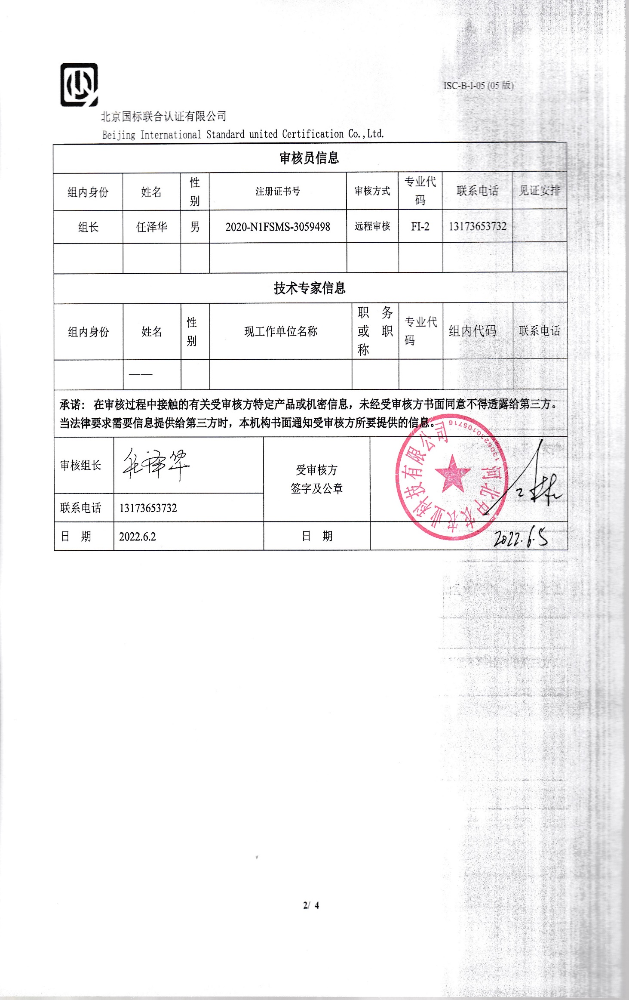 ISC-B-I-05 (05 版)
北京国标联合认证有限公司
Beijing International Standard united Certification Co.,Ltd.
审核员信息
组内身份 姓名 性别 注册证书号 审核方式 专业代码 联系电话 见证安排
组长 任泽华 男 2020-N1FSMS-3059498 远程审核 FI-2 13173653732
技术专家信息
组内身份 姓名 性别 现工作单位名称 职务或职称 专业代码 组内代码 联系电话
——
承诺: 在审核过程中接触的有关受审核方特定产品或机密信息，未经受审核方书面同意不得透露给第三方。
当法律要求需要信息提供给第三方时，本机构书面通知受审核方所要提供的信息。
审核组长 任泽华 受审核方
签字及公章
河北中农农业科技有限公司
1306230105716
联系电话 13173653732
日 期 2022.6.2 日 期 2022.6.5
2/ 4